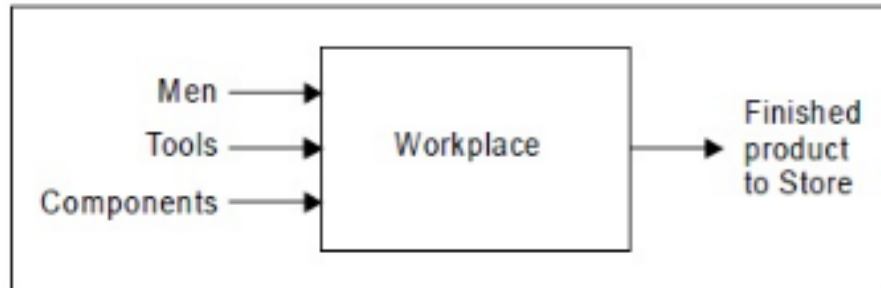 Men
Tools
Components
Workplace
Finished
product
to Store